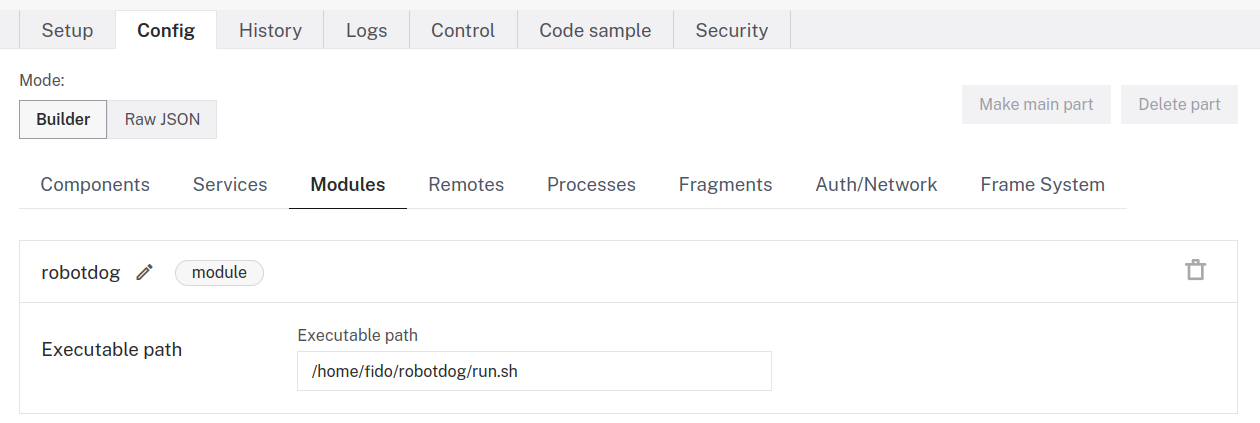 Setup Config History Logs Control Code sample Security
Mode:
Builder Raw JSON Make main part Delete part
Components Services Modules Remotes Processes Fragments Auth/Network Frame System
robotdog module
Executable path
Executable path
/home/fido/robotdog/run.sh